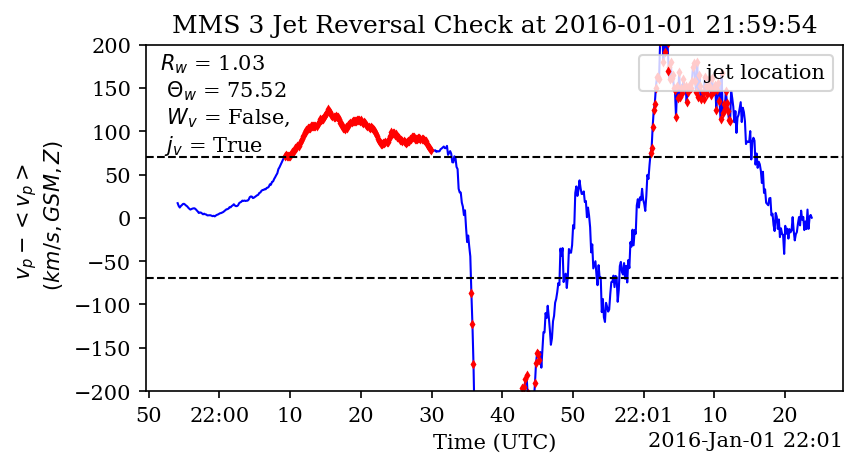 MMS 3 Jet Reversal Check at 2016-01-01 21:59:54
R_w = 1.03
Θ_w = 75.52
W_v = False,
j_v = True
jet location
200
150
100
50
0
−50
−100
−150
−200
v_p − <v_p>
(km/s, GSM, Z)
50 22:00 10 20 30 40 50 22:01 10 20
Time (UTC)
2016-Jan-01 22:01